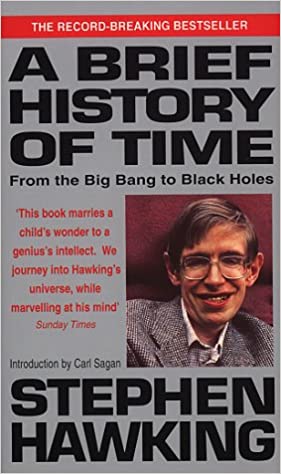 THE RECORD-BREAKING BESTSELLER
A BRIEF
HISTORY OF
OF TIME
From the Big Bang to Black Holes
'This book marries a
child's wonder to a
genius's intellect. We
journey into Hawking's
universe, while
marvelling at his mind'
Sunday Times
Introduction by Carl Sagan
STEPHEN
HAWKING